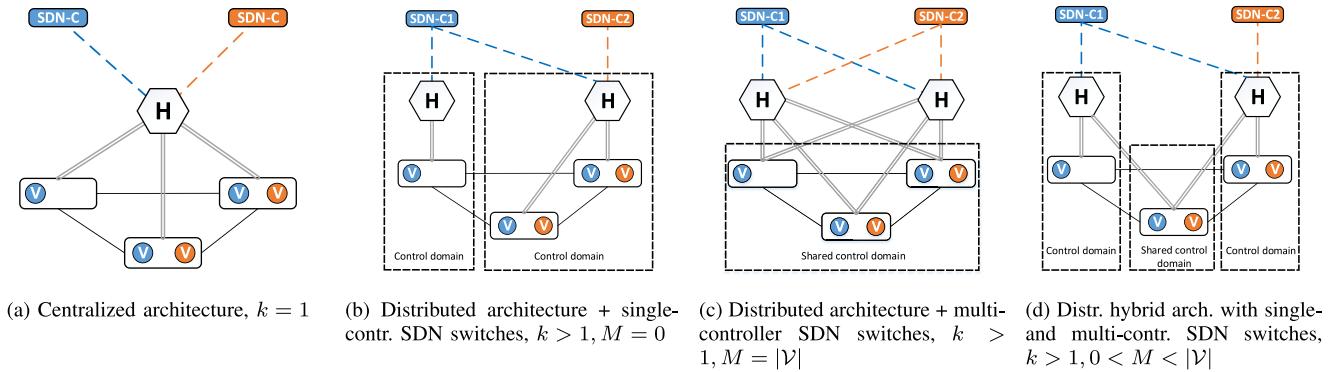 SDN-C SDN-C
H
V V V
V V
(a) Centralized architecture, k = 1
SDN-C1 SDN-C2
H H
V V V
V V
Control domain Control domain
(b) Distributed architecture + single-
contr. SDN switches, k > 1, M = 0
SDN-C1 SDN-C2
H H
V V V
V V
Shared control domain
(c) Distributed architecture + multi-
controller SDN switches, k >
1, M = |𝒱|
SDN-C1 SDN-C2
H H
V V V
V V
Control domain Shared control Control domain
domain
(d) Distr. hybrid arch. with single-
and multi-contr. SDN switches,
k > 1, 0 < M < |𝒱|